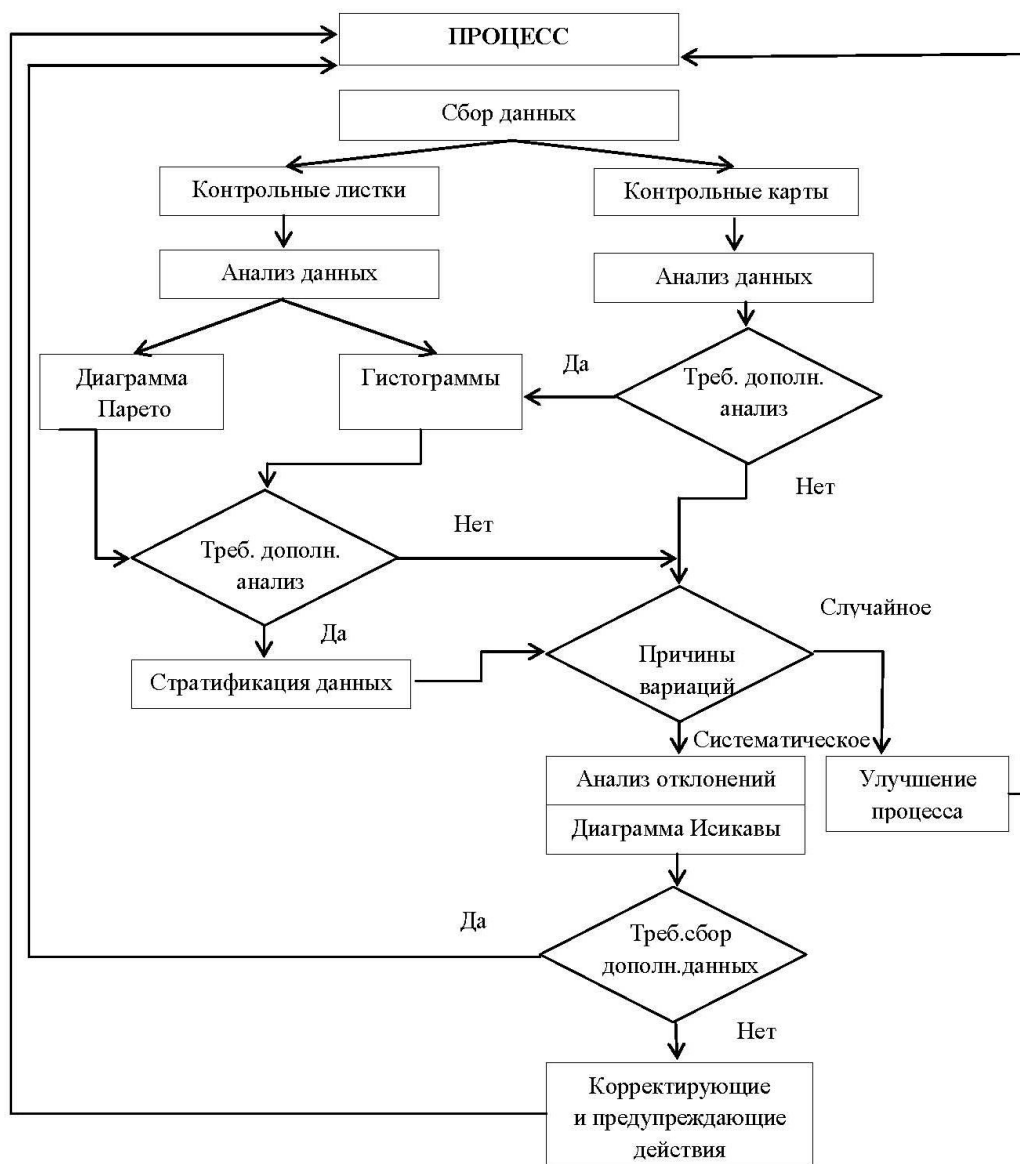 ПРОЦЕСС
Сбор данных
Контрольные листки
Контрольные карты
Анализ данных
Анализ данных
Диаграмма
Парето
Гистограммы
Да
Треб. дополн.
анализ
Нет
Треб. дополн.
анализ
Нет
Да
Стратификация данных
Причины
вариаций
Случайное
Систематическое
Анализ отклонений
Диаграмма Исикавы
Улучшение
процесса
Да
Треб.сбор
дополн.данных
Нет
Корректирующие
и предупреждающие
действия